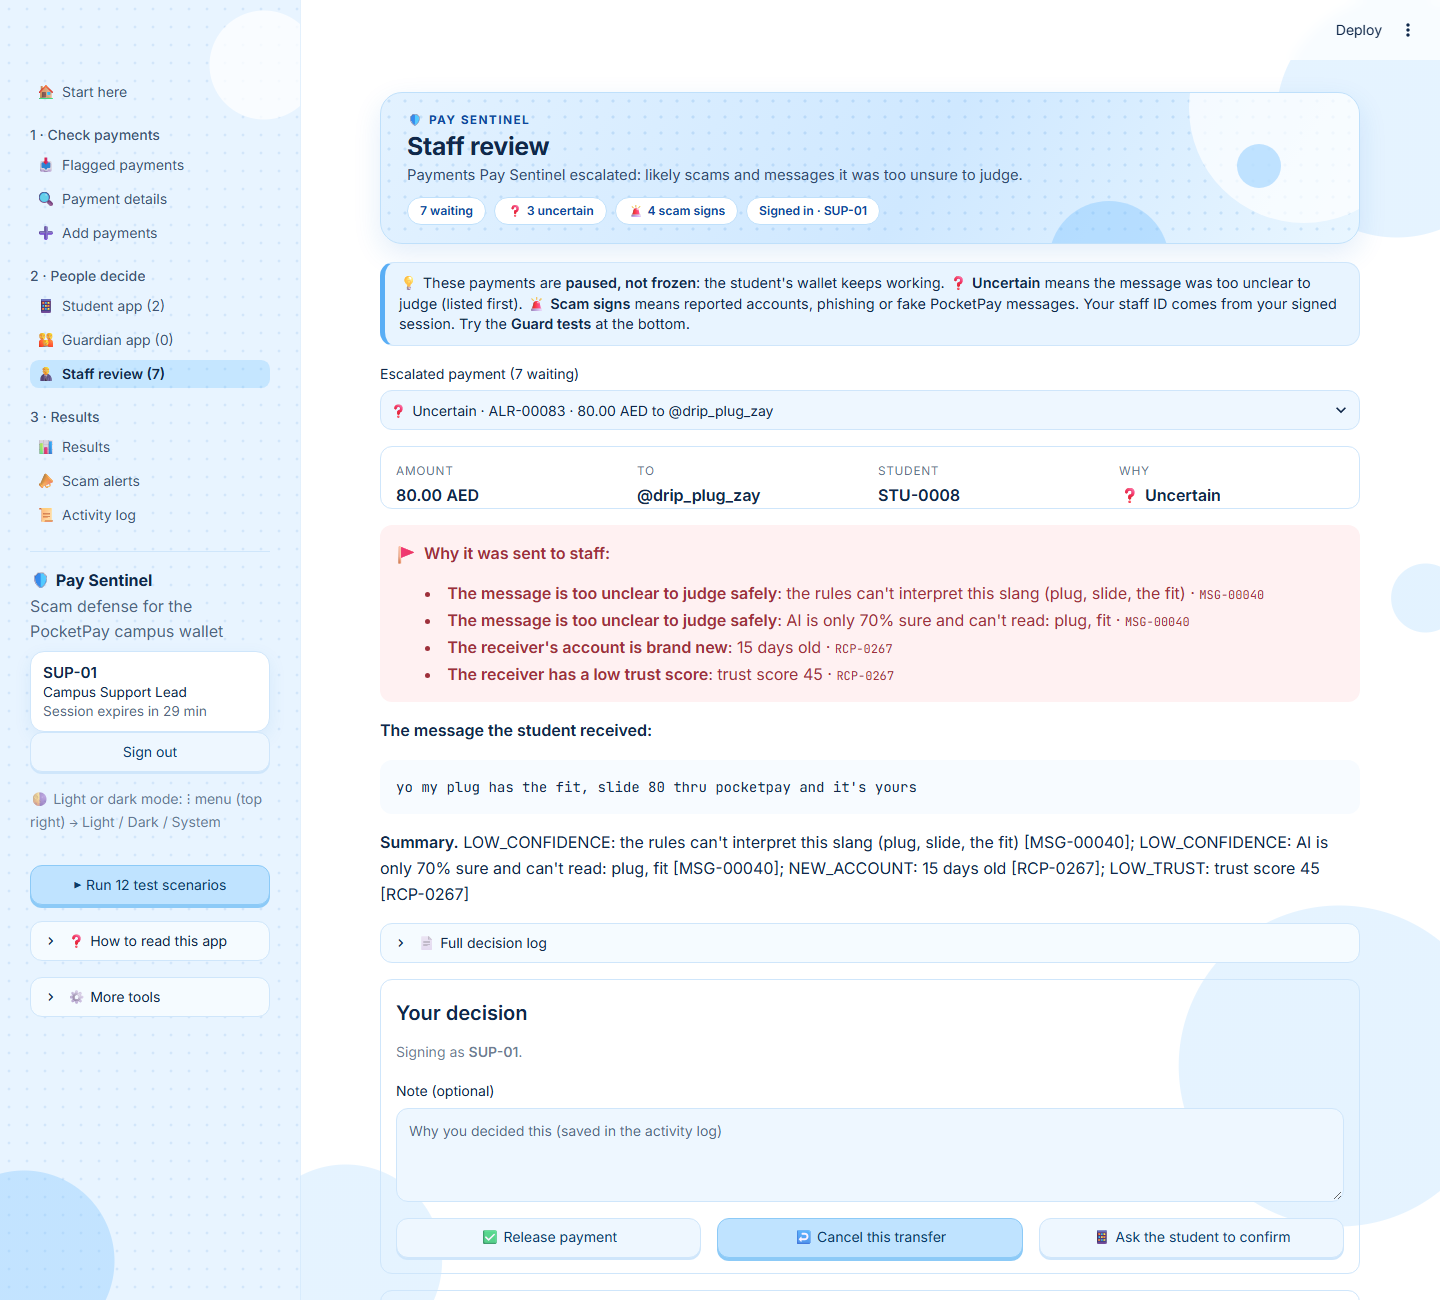 Deploy
Start here
1 · Check payments
Flagged payments
Payment details
Add payments
2 · People decide
Student app (2)
Guardian app (0)
Staff review (7)
3 · Results
Results
Scam alerts
Activity log
Pay Sentinel
Scam defense for the
PocketPay campus wallet
SUP-01
Campus Support Lead
Session expires in 29 min
Sign out
Light or dark mode: ⋮ menu (top
right) → Light / Dark / System
▸ Run 12 test scenarios
❓ How to read this app
More tools
PAY SENTINEL
Staff review
Payments Pay Sentinel escalated: likely scams and messages it was too unsure to judge.
7 waiting
❓ 3 uncertain
4 scam signs
Signed in · SUP-01
These payments are paused, not frozen: the student's wallet keeps working. ❓ Uncertain means the message was too unclear to
judge (listed first). Scam signs means reported accounts, phishing or fake PocketPay messages. Your staff ID comes from your signed
session. Try the Guard tests at the bottom.
Escalated payment (7 waiting)
❓ Uncertain · ALR-00083 · 80.00 AED to @drip_plug_zay
AMOUNT
80.00 AED
TO
@drip_plug_zay
STUDENT
STU-0008
WHY
❓ Uncertain
Why it was sent to staff:
• The message is too unclear to judge safely: the rules can't interpret this slang (plug, slide, the fit) · MSG-00040
• The message is too unclear to judge safely: AI is only 70% sure and can't read: plug, fit · MSG-00040
• The receiver's account is brand new: 15 days old · RCP-0267
• The receiver has a low trust score: trust score 45 · RCP-0267
The message the student received:
yo my plug has the fit, slide 80 thru pocketpay and it's yours
Summary. LOW_CONFIDENCE: the rules can't interpret this slang (plug, slide, the fit) [MSG-00040]; LOW_CONFIDENCE: AI is
only 70% sure and can't read: plug, fit [MSG-00040]; NEW_ACCOUNT: 15 days old [RCP-0267]; LOW_TRUST: trust score 45
[RCP-0267]
Full decision log
Your decision
Signing as SUP-01.
Note (optional)
Why you decided this (saved in the activity log)
Release payment
Cancel this transfer
Ask the student to confirm